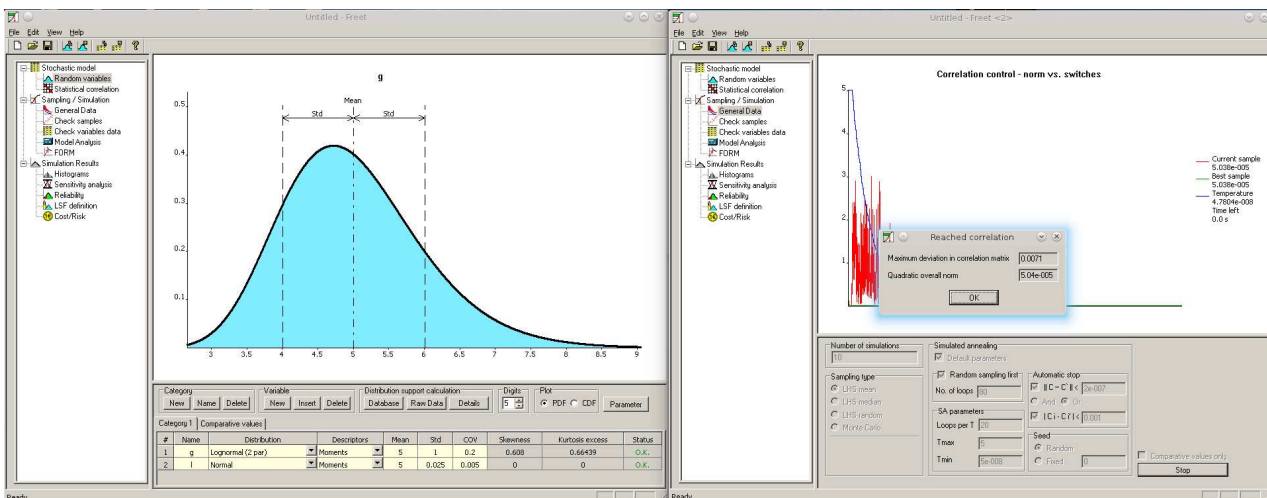 Untitled - Freet
File Edit View Help
Stochastic model
Random variables
Statistical correlation
Sampling / Simulation
General Data
Check samples
Check variables data
Model Analysis
FORM
Simulation Results
Histograms
Sensitivity analysis
Reliability
LSF definition
Cost/Risk
g
Mean
Std Std
0.5
0.4
0.3
0.2
0.1
3 3.5 4 4.5 5 5.5 6 6.5 7 7.5 8 8.5 9
Category Variable Distribution support calculation Digits Plot
New Name Delete New Insert Delete Database Raw Data Details 5 PDF CDF Parameter
Category 1 Comparative values
# Name Distribution Descriptors Mean Std COV Skewness Kurtosis excess Status
1 g Lognormal (2 par) Moments 5 1 0.2 0.608 0.66439 O.K.
2 l Normal Moments 5 0.025 0.005 0 0 O.K.
Ready
Untitled - Freet <2>
File Edit View Help
Stochastic model
Random variables
Statistical correlation
Sampling / Simulation
General Data
Check samples
Check variables data
Model Analysis
FORM
Simulation Results
Histograms
Sensitivity analysis
Reliability
LSF definition
Cost/Risk
Correlation control - norm vs. switches
5
4
3
2
1
Current sample
5.038e-005
Best sample
5.038e-005
Temperature
4.7804e-008
Time left
0.0 s
Reached correlation
Maximum deviation in correlation matrix 0.0071
Quadratic overall norm 5.04e-005
OK
Number of simulations
10
Sampling type
LHS-mean
LHS-median
LHS-random
Monte Carlo
Simulated annealing
Default parameters
Random sampling first
No. of loops 80
SA parameters
Loops per T 20
Tmax 5
Tmin 5e-008
Automatic stop
||C - C'||< 2e-007
And Or
|Ci - Ci'|< 0.001
Seed
Random
Fixed 0
Comparative values only
Stop
Ready